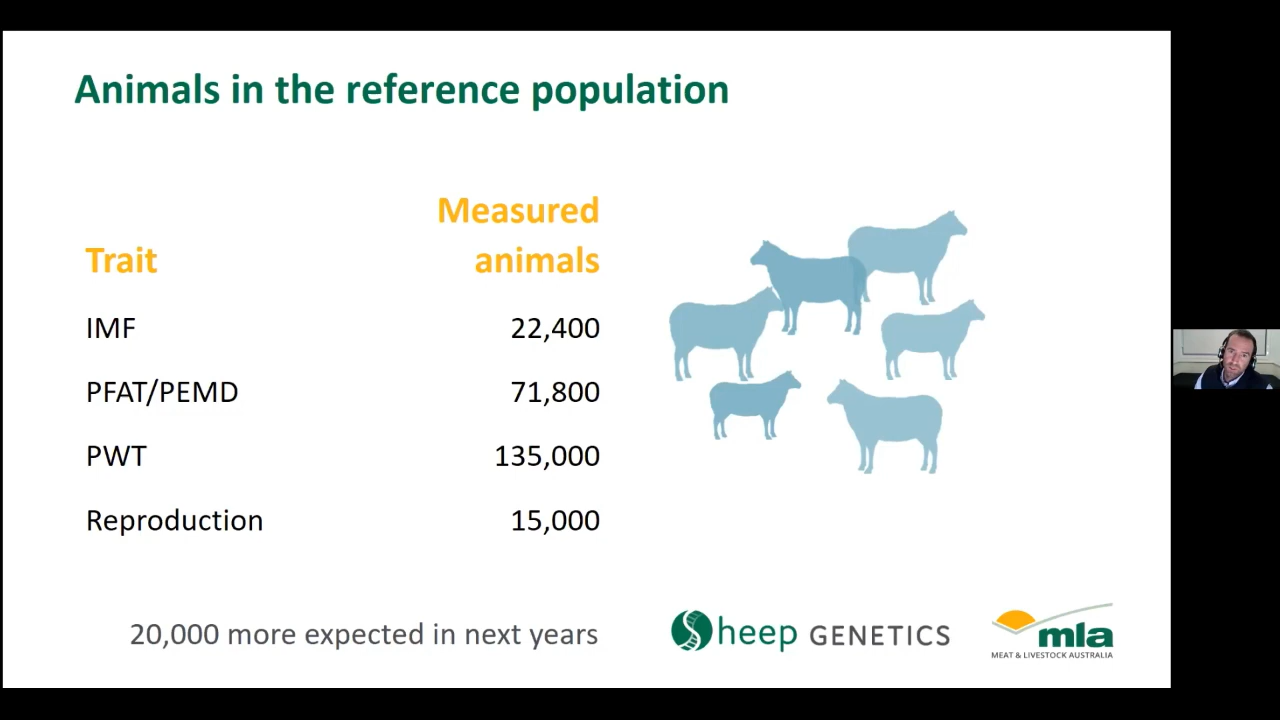 Animals in the reference population
Measured
Trait animals
IMF 22,400
PFAT/PEMD 71,800
PWT 135,000
Reproduction 15,000
20,000 more expected in next years
Sheep GENETICS
mla
MEAT & LIVESTOCK AUSTRALIA